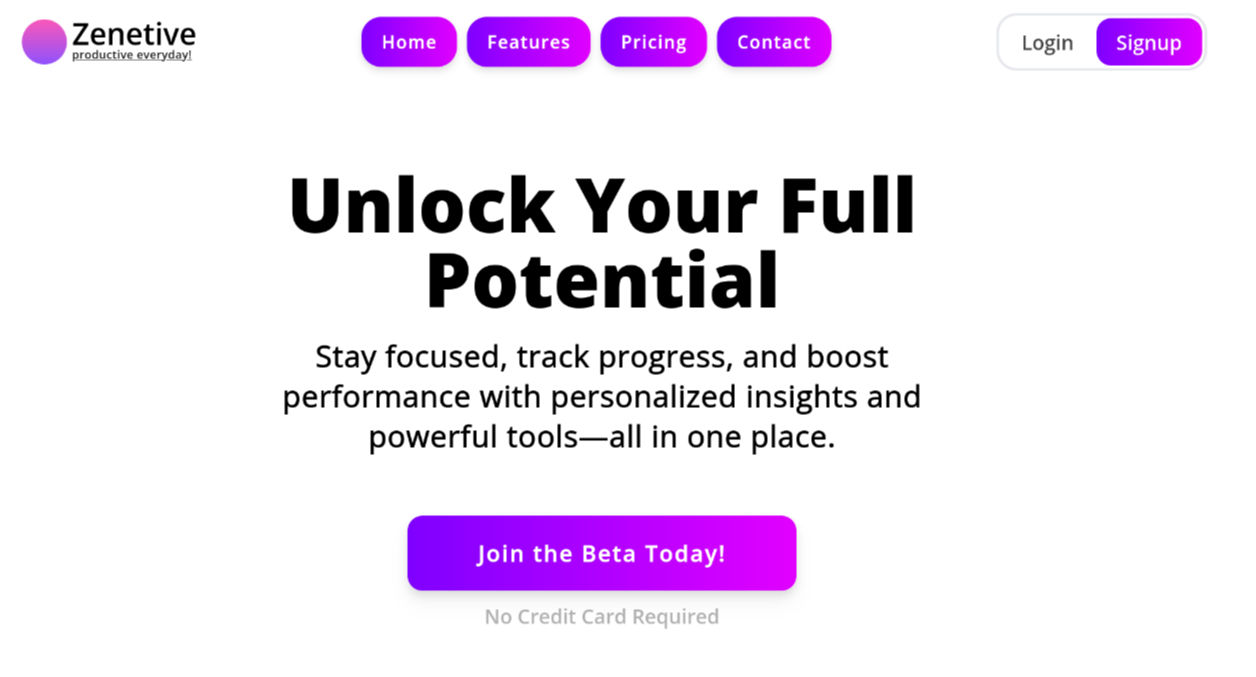 Zenetive
productive everyday!
Home
Features
Pricing
Contact
Login
Signup
Unlock Your Full
Potential
Stay focused, track progress, and boost
performance with personalized insights and
powerful tools—all in one place.
Join the Beta Today!
No Credit Card Required